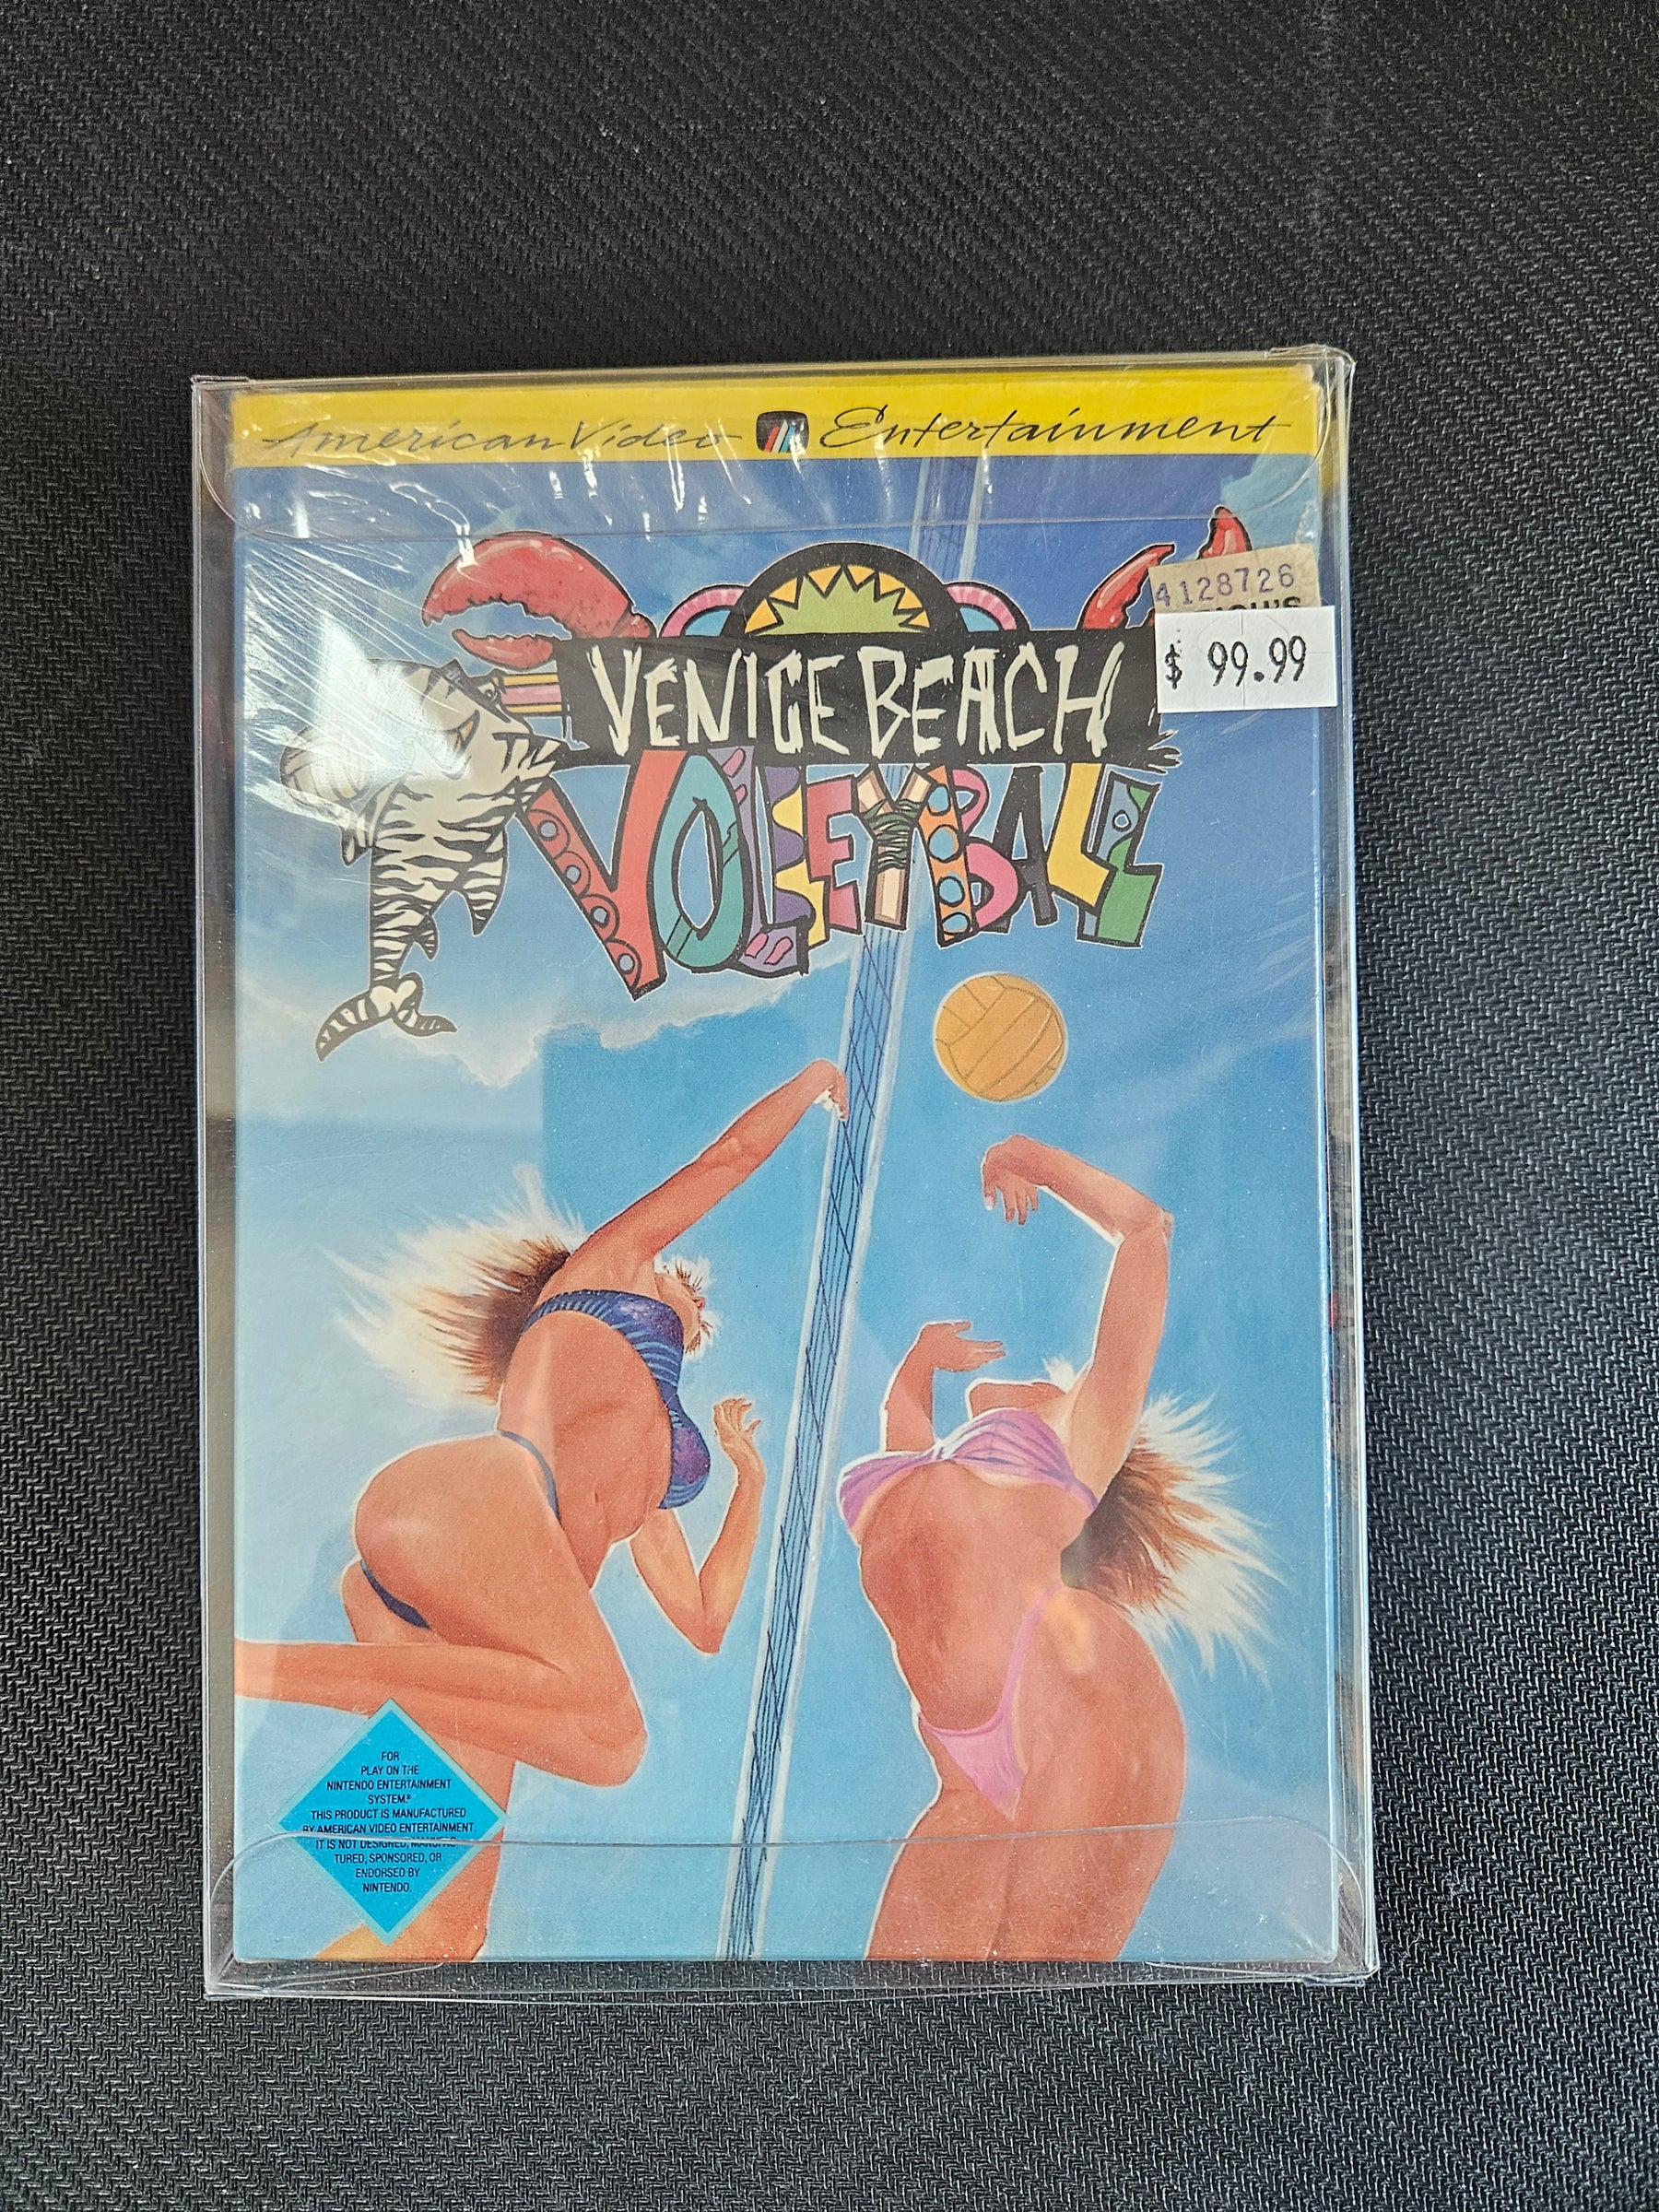 American Video Entertainment
4128726
$ 99.99
VENICE BEACH
VOLLEYBALL
FOR
PLAY ON THE
NINTENDO ENTERTAINMENT
SYSTEM.®
THIS PRODUCT IS MANUFACTURED
BY AMERICAN VIDEO ENTERTAINMENT.
IT IS NOT DESIGNED, MANUFAC-
TURED, SPONSORED, OR
ENDORSED BY
NINTENDO.